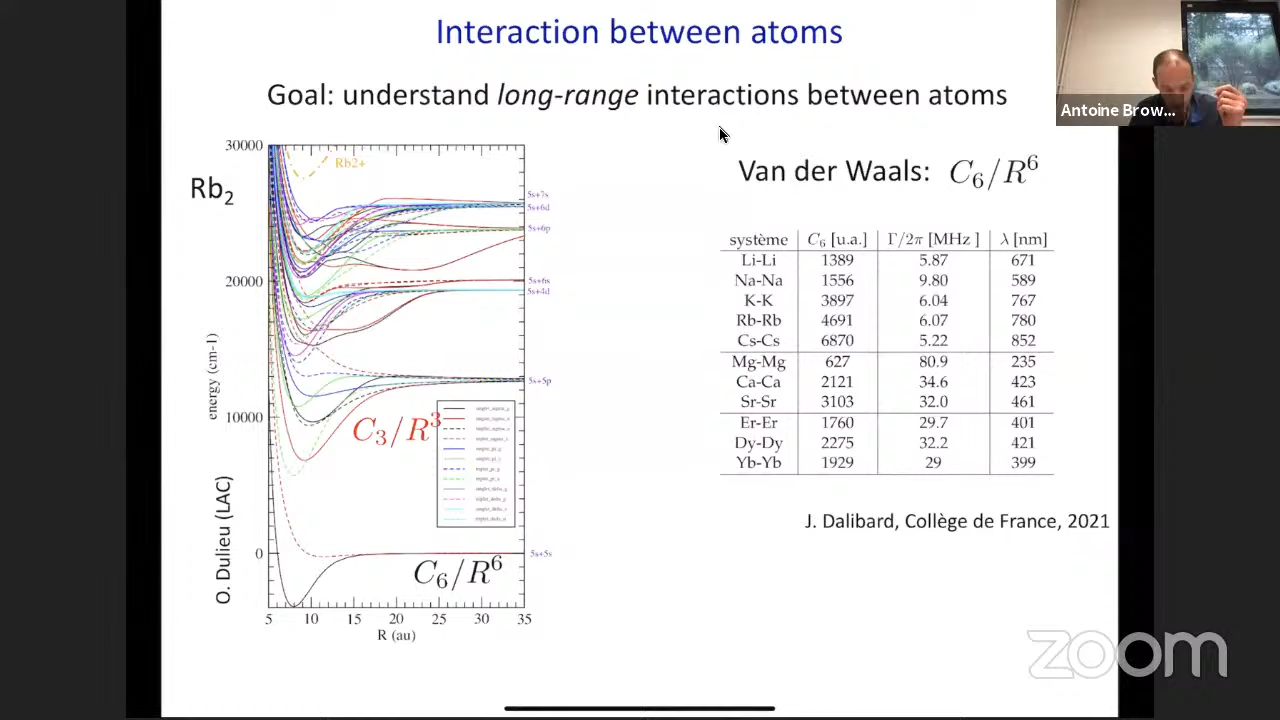 Interaction between atoms
Goal: understand long-range interactions between atoms
Antoine Brow...
Rb2
Rb2+
30000
20000
10000
0
energy (cm-1)
5s+7s
5s+6d
5s+6p
5s+6s
5s+4d
5s+5p
5s+5s
C3/R^3
C6/R^6
5 10 15 20 25 30 35
R (au)
O. Dulieu (LAC)
Van der Waals: C6/R^6
système C6 [u.a.] Γ/2π [MHz ] λ [nm]
Li-Li 1389 5.87 671
Na-Na 1556 9.80 589
K-K 3897 6.04 767
Rb-Rb 4691 6.07 780
Cs-Cs 6870 5.22 852
Mg-Mg 627 80.9 235
Ca-Ca 2121 34.6 423
Sr-Sr 3103 32.0 461
Er-Er 1760 29.7 401
Dy-Dy 2275 32.2 421
Yb-Yb 1929 29 399
J. Dalibard, Collège de France, 2021
zoom